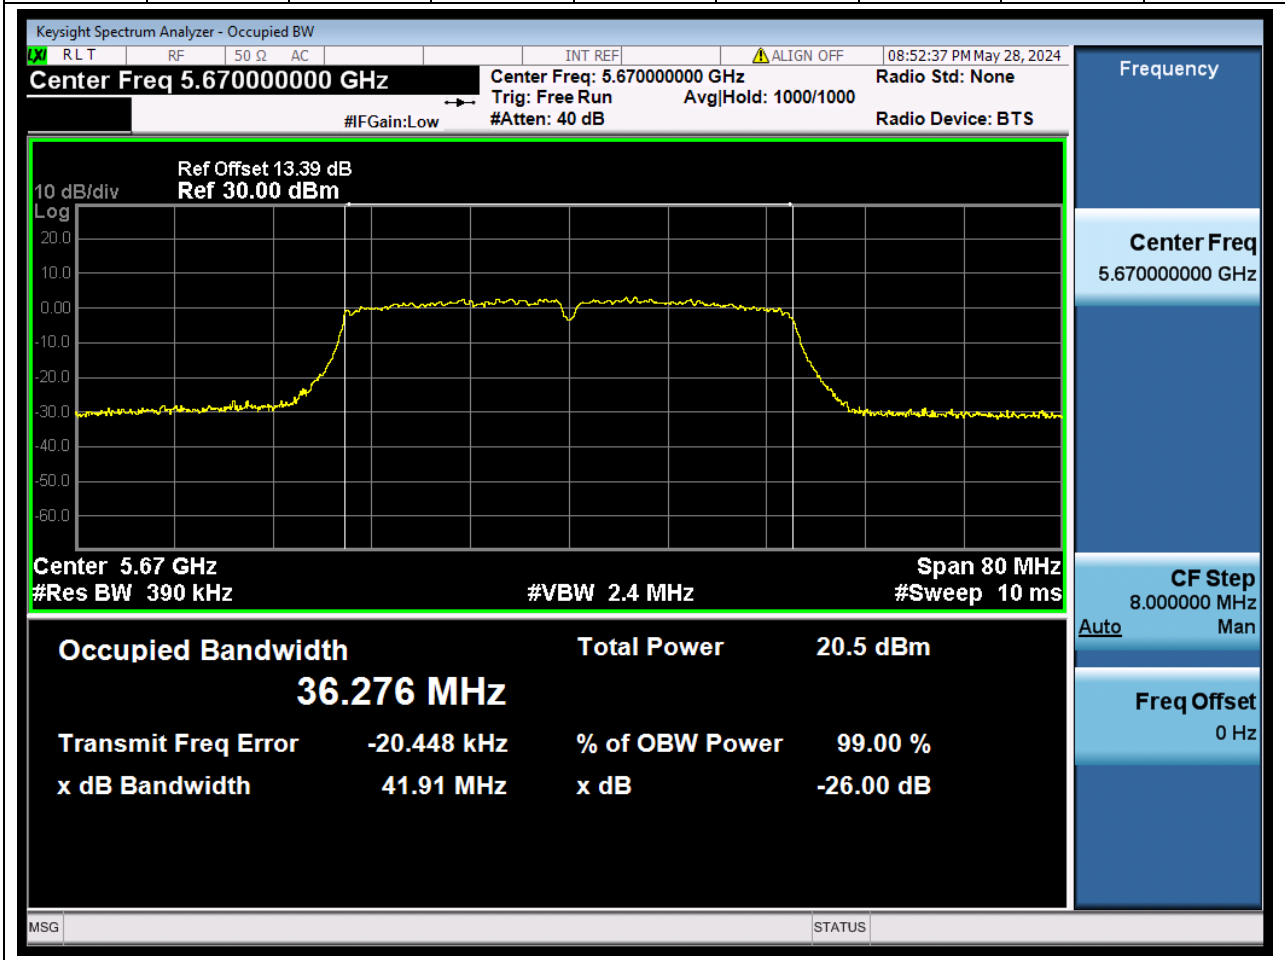 Keysight Spectrum Analyzer - Occupied BW
LXI RLT RF 50 Ω AC INT REF ALIGN OFF 08:52:37 PM May 28, 2024
Center Freq 5.670000000 GHz
Center Freq: 5.670000000 GHz
Radio Std: None
Trig: Free Run Avg|Hold: 1000/1000
#IFGain:Low #Atten: 40 dB
Radio Device: BTS
Ref Offset 13.39 dB
10 dB/div Ref 30.00 dBm
Log
20.0
10.0
0.00
-10.0
-20.0
-30.0
-40.0
-50.0
-60.0
Center 5.67 GHz Span 80 MHz
#Res BW 390 kHz #VBW 2.4 MHz #Sweep 10 ms
Occupied Bandwidth Total Power 20.5 dBm
36.276 MHz
Transmit Freq Error -20.448 kHz % of OBW Power 99.00 %
x dB Bandwidth 41.91 MHz x dB -26.00 dB
MSG STATUS
Frequency
Center Freq
5.670000000 GHz
CF Step
8.000000 MHz
Auto Man
Freq Offset
0 Hz